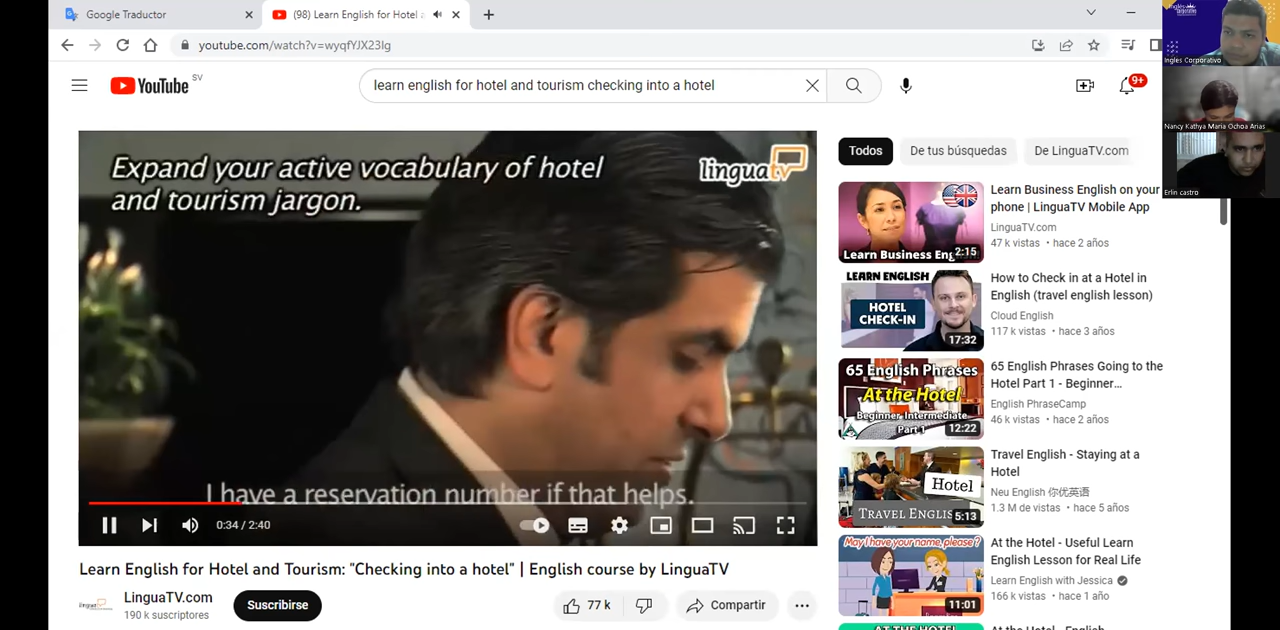 Google Traductor
(98) Learn English for Hotel a
youtube.com/watch?v=wyqfYJX23Ig
YouTube SV
learn english for hotel and tourism checking into a hotel
9+
Ingles Corporativo
Nancy Kathya Maria Ochoa Arias
Erlin castro
Expand your active vocabulary of hotel
and tourism jargon.
linguatv
I have a reservation number if that helps.
0:34 / 2:40
Learn English for Hotel and Tourism: "Checking into a hotel" | English course by LinguaTV
LinguaTV.com
190 k suscriptores
Suscribirse
77 k
Compartir
Todos
De tus búsquedas
De LinguaTV.com
Learn Business Eng
2:15
Learn Business English on your
phone | LinguaTV Mobile App
LinguaTV.com
47 k vistas • hace 2 años
LEARN ENGLISH
HOTEL
CHECK-IN
17:32
How to Check in at a Hotel in
English (travel english lesson)
Cloud English
117 k vistas • hace 3 años
65 English Phrases
At the Hotel
Beginner Intermediate
Part 1
12:22
65 English Phrases Going to the
Hotel Part 1 - Beginner...
English PhraseCamp
46 k vistas • hace 2 años
Hotel
TRAVEL ENGLIS
5:13
Travel English - Staying at a
Hotel
Neu English 你优英语
1.3 M de vistas • hace 5 años
May I have your name, please?
11:01
At the Hotel - Useful Learn
English Lesson for Real Life
Learn English with Jessica
166 k vistas • hace 1 año
AT THE HOTEL
At the Hotel - English